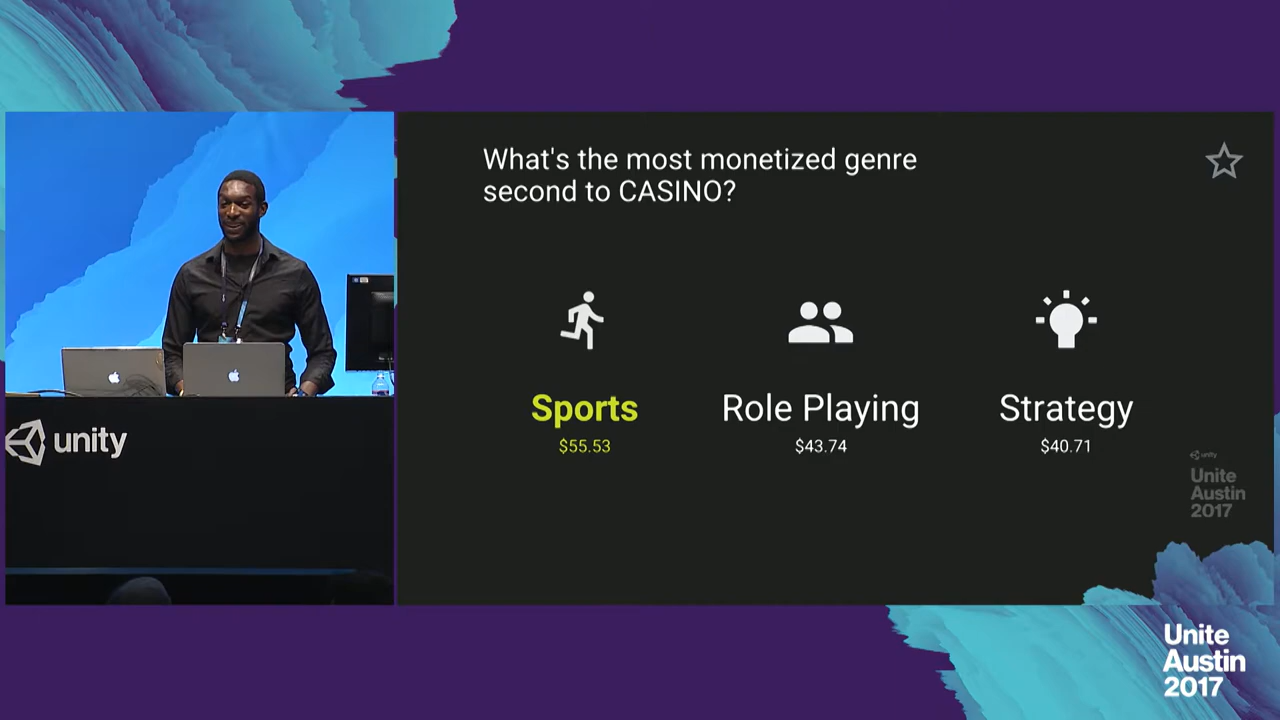 What's the most monetized genre
second to CASINO?
Sports
$55.53
Role Playing
$43.74
Strategy
$40.71
unity
unity
Unite
Austin
2017
Unite
Austin
2017